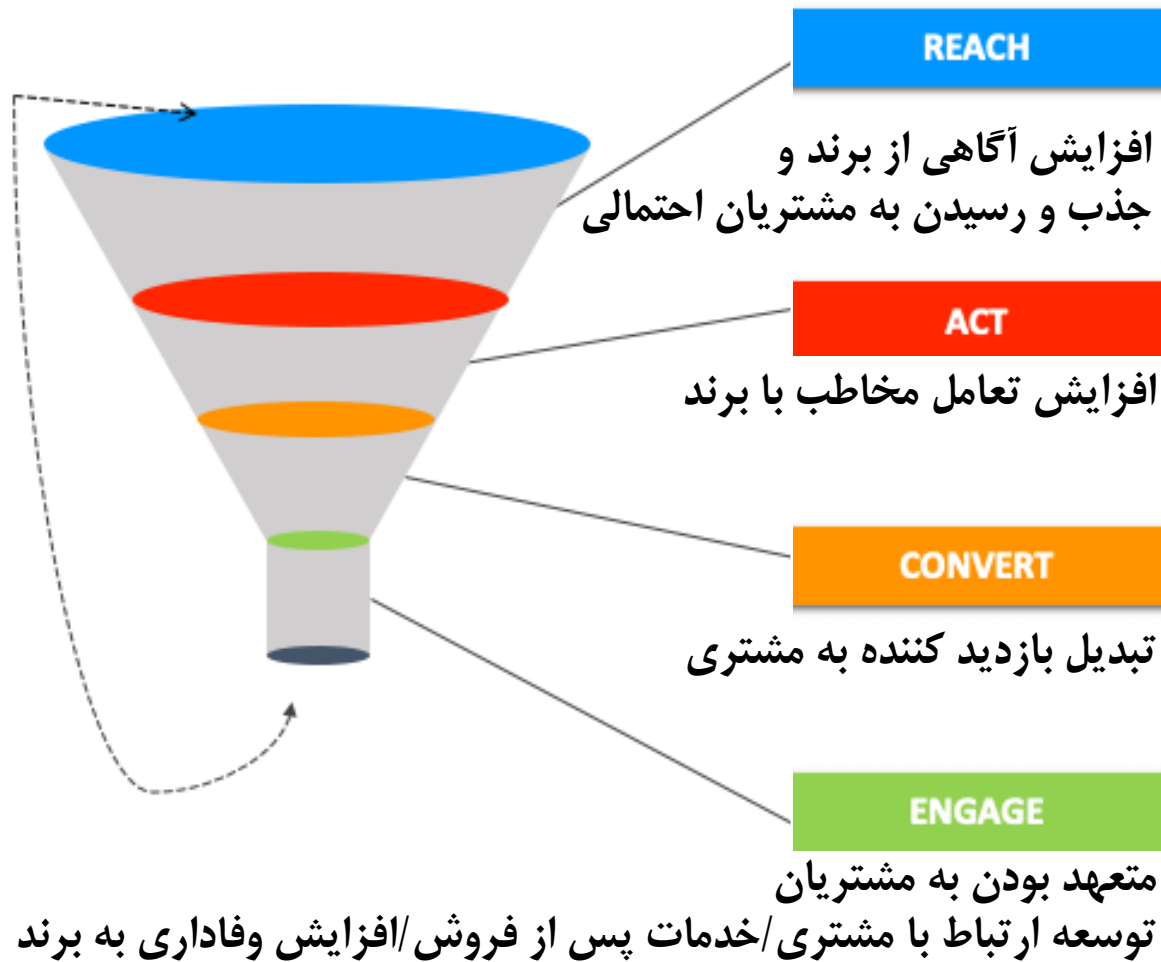 REACH
افزایش آگاهی از برند و
جذب و رسیدن به مشتریان احتمالی
ACT
افزایش تعامل مخاطب با برند
CONVERT
تبدیل بازدید کننده به مشتری
ENGAGE
متعهد بودن به مشتریان
توسعه ارتباط با مشتری/خدمات پس از فروش/افزایش وفاداری به برند